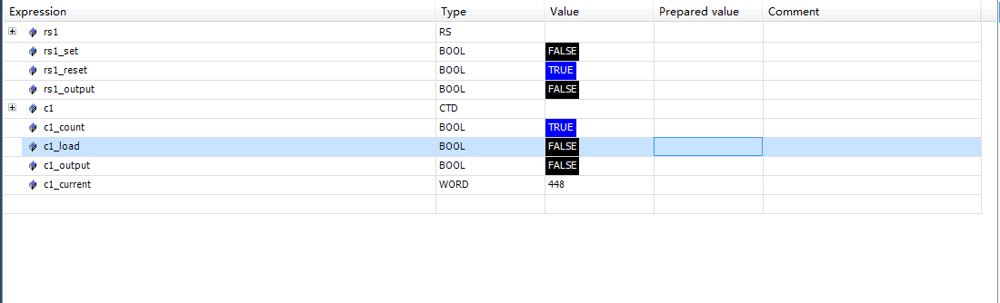 Expression Type Value Prepared value Comment
rs1 RS
rs1_set BOOL FALSE
rs1_reset BOOL TRUE
rs1_output BOOL FALSE
c1 CTD
c1_count BOOL TRUE
c1_load BOOL FALSE
c1_output BOOL FALSE
c1_current WORD 448